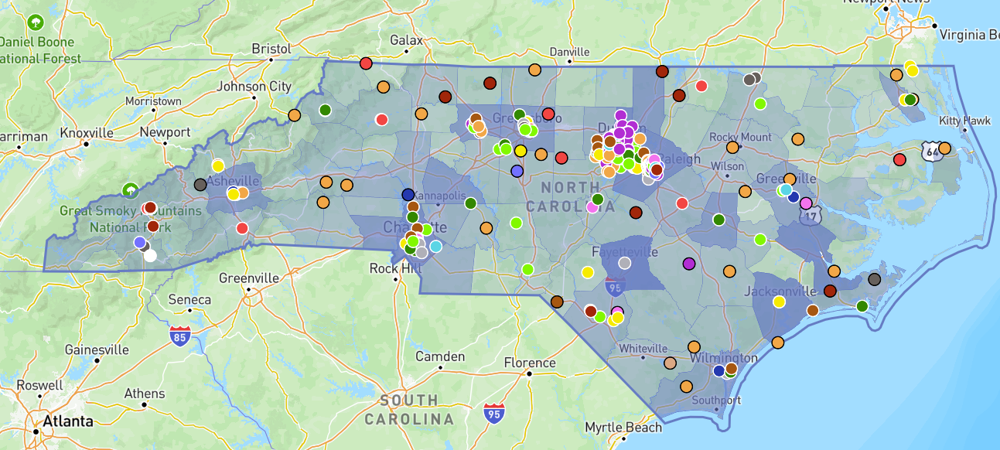 Newport News
Daniel Boone
ational Forest
Virginia Be
Galax
Bristol
Danville
Johnson City
Morristown
arriman
Knoxville
Newport
Greensboro
Kitty Hawk
Rocky Mount
64
Raleigh
Wilson
Asheville
Greenville
Kannapolis
NORTH
CAROLINA
Great Smoky Mountains
National Park
17
Charlotte
Fayetteville
Rock Hill
Greenville
95
Jacksonville
Seneca
85
Gainesville
Camden
Whiteville
Wilmington
Florence
Roswell
Athens
SOUTH
CAROLINA
95
Southport
Atlanta
Myrtle Beach